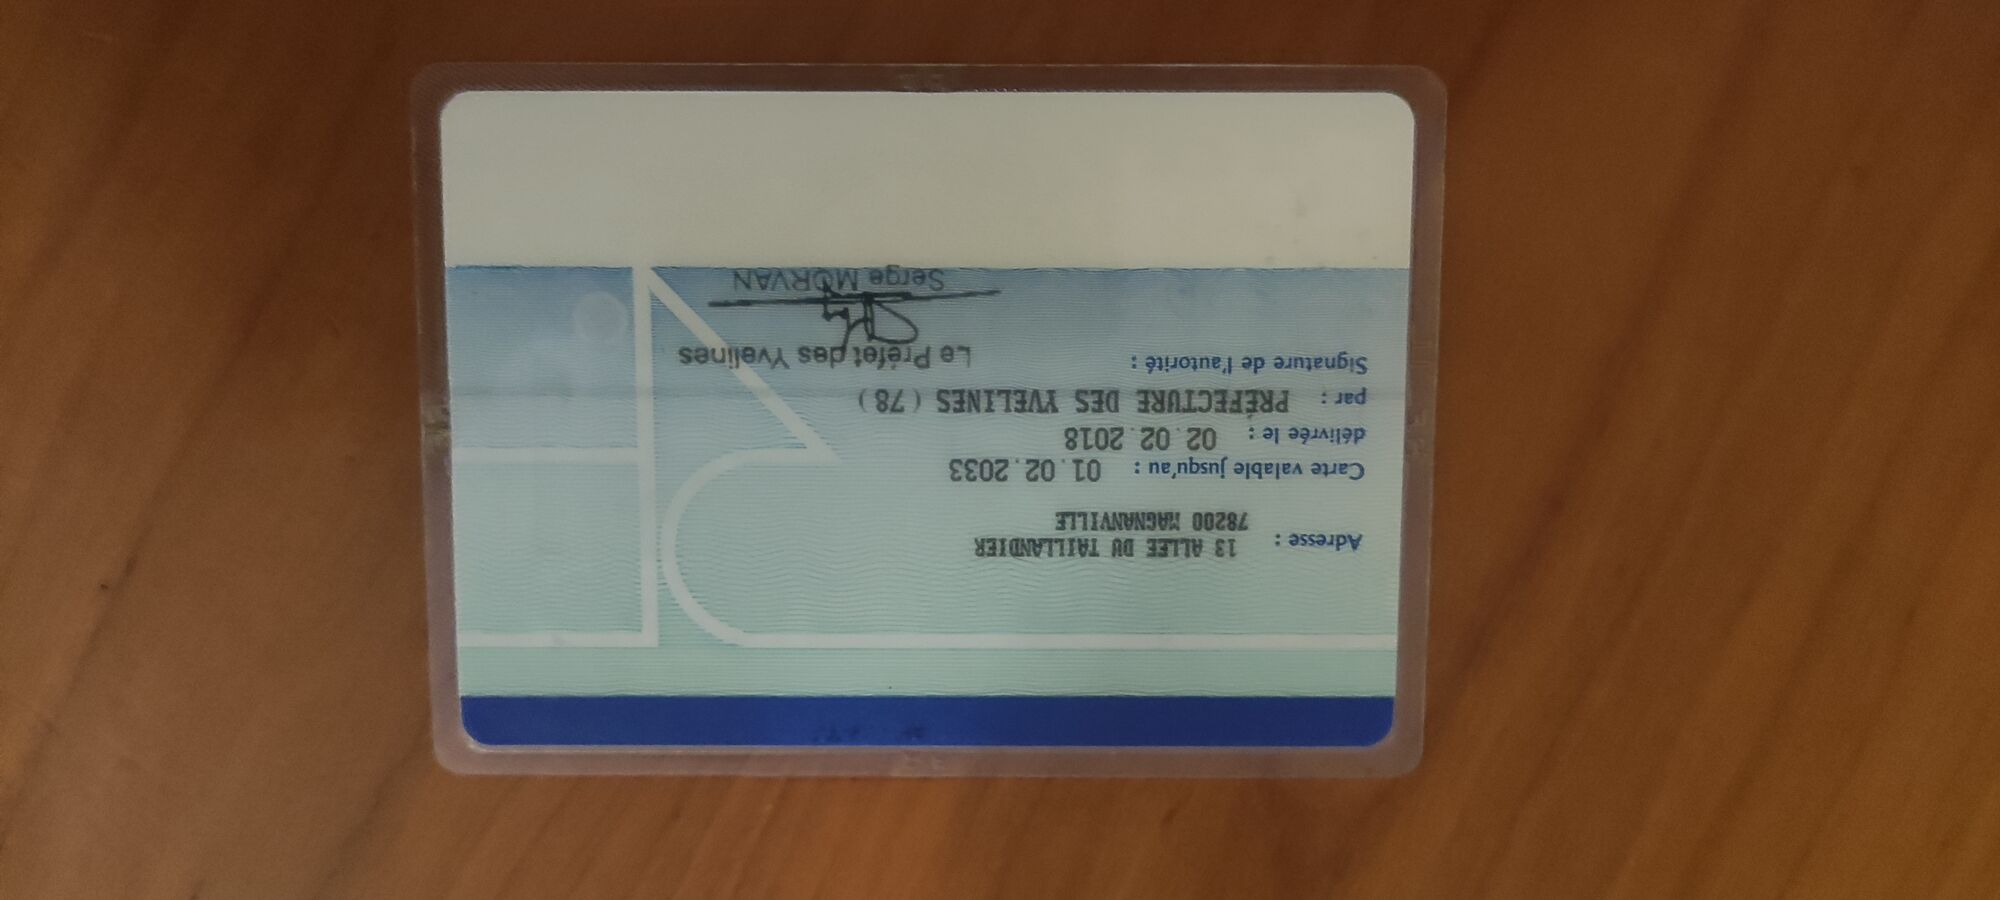 Adresse : 13 ALLEE DU TAILLANDIER
78200 MAGNANVILLE
Carte valable jusqu'au : 01.02.2033
délivrée le : 02.02.2018
par : PRÉFECTURE DES YVELINES (78)
Signature de l'autorité : Le Préfet des Yvelines
Serge MORVAN